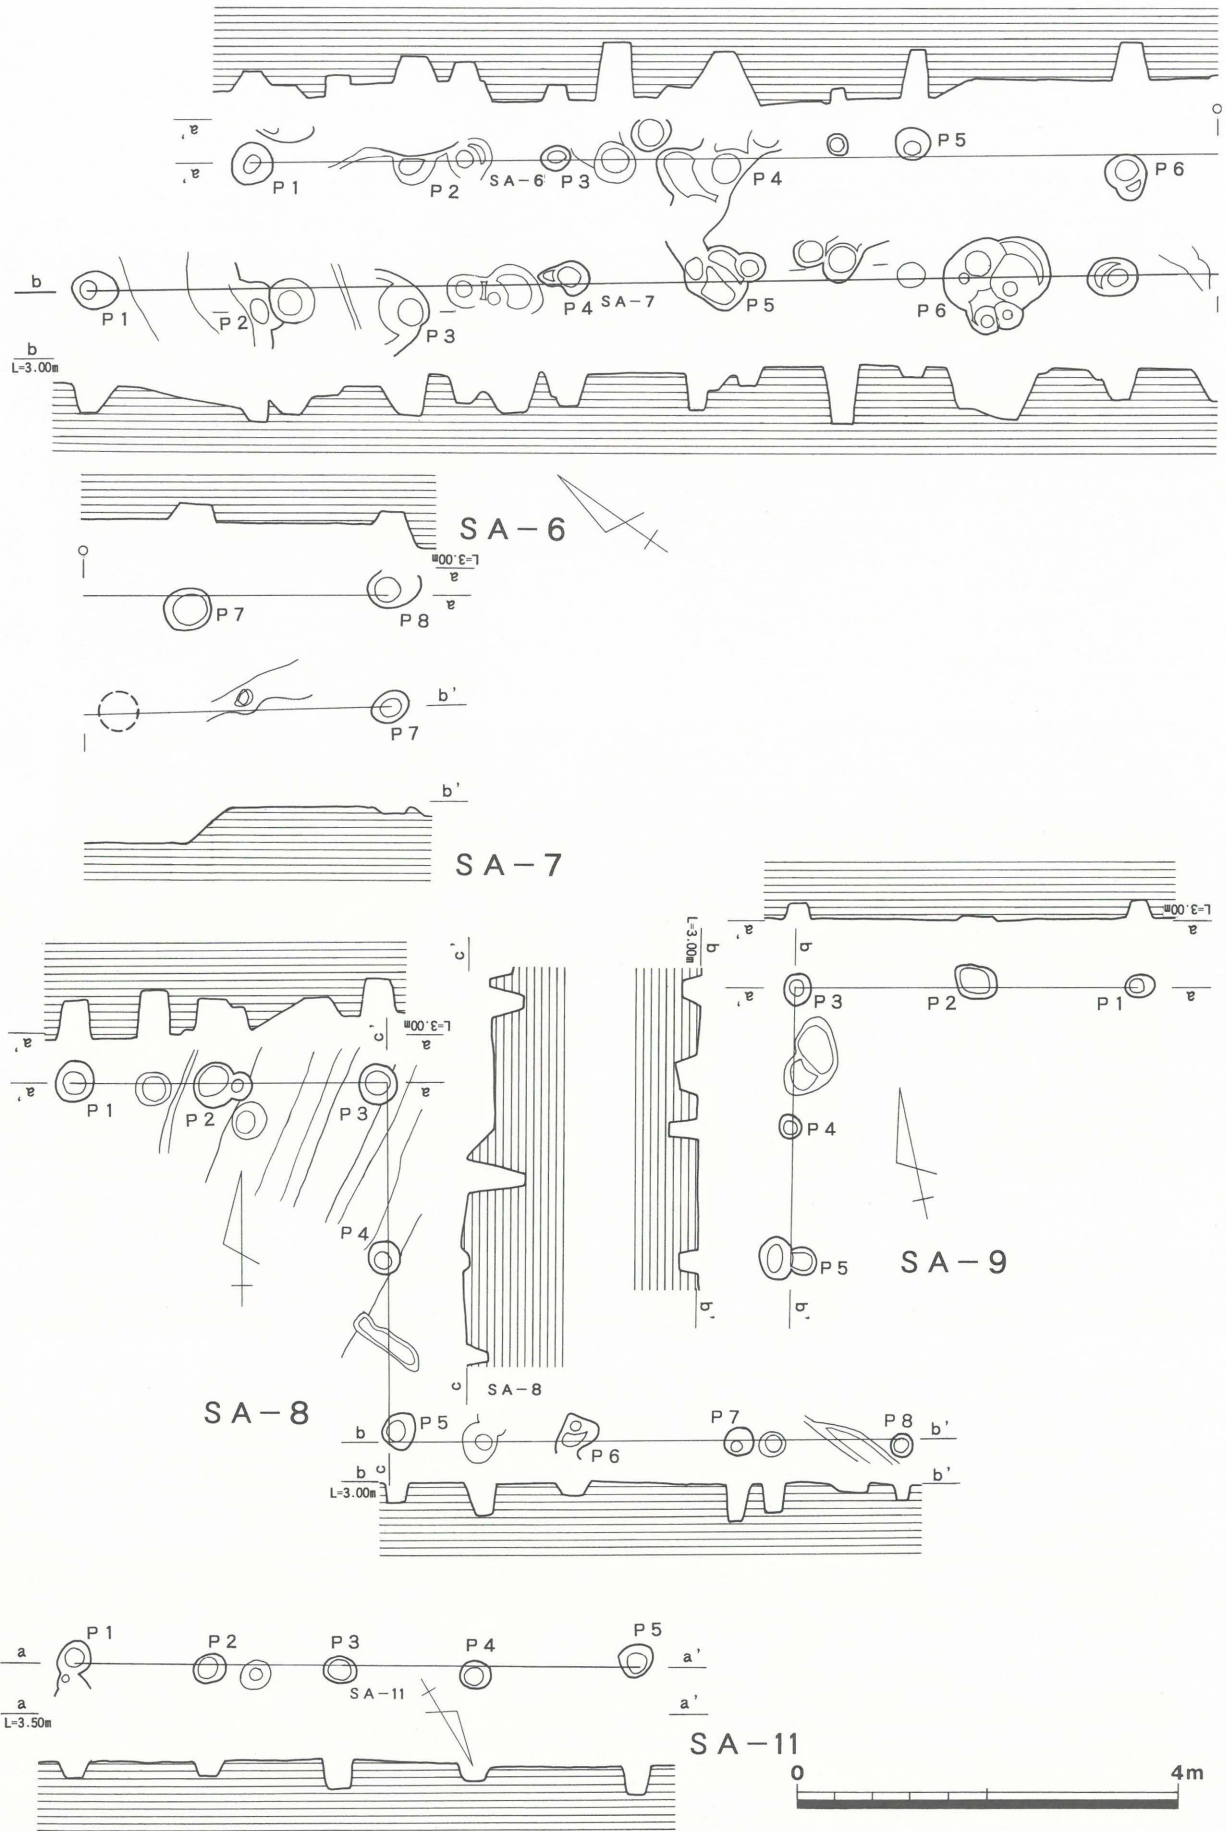 a'
a'
P1
P2
SA-6
P3
P4
P5
P6
b
P1
P2
P3
P4
SA-7
P5
P6
b
L=3.00m
SA-6
L=3.00m
a
a
P7
P8
b'
P7
b'
SA-7
L=3.00m
a'
a
a'
a
P3
P2
P1
L=3.00m
b
b
P4
P5
b'
b'
SA-9
c'
c'
L=3.00m
a'
a
a'
a
P1
P2
P3
P4
c
SA-8
SA-8
P5
P6
P7
P8
b
b'
c
b
L=3.00m
b'
P1
P2
P3
P4
P5
a
a'
SA-11
a
L=3.50m
a'
SA-11
0
4m